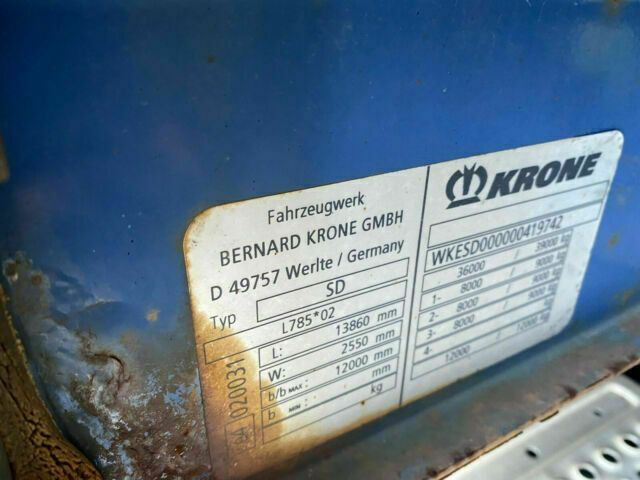 Fahrzeugwerk
BERNARD KRONE GMBH
D 49757 Werlte / Germany
Typ SD
L785*02
L: 13860 mm
W: 2550 mm
b/b MAX: 12000 mm
b MIN: mm
kg
020031
KRONE
WKESD000000419742
36000 / 39000 kg
1- 8000 / 9000 kg
2- 8000 / 9000 kg
3- 8000 / 9000 kg
4-
12000 / 12000 kg